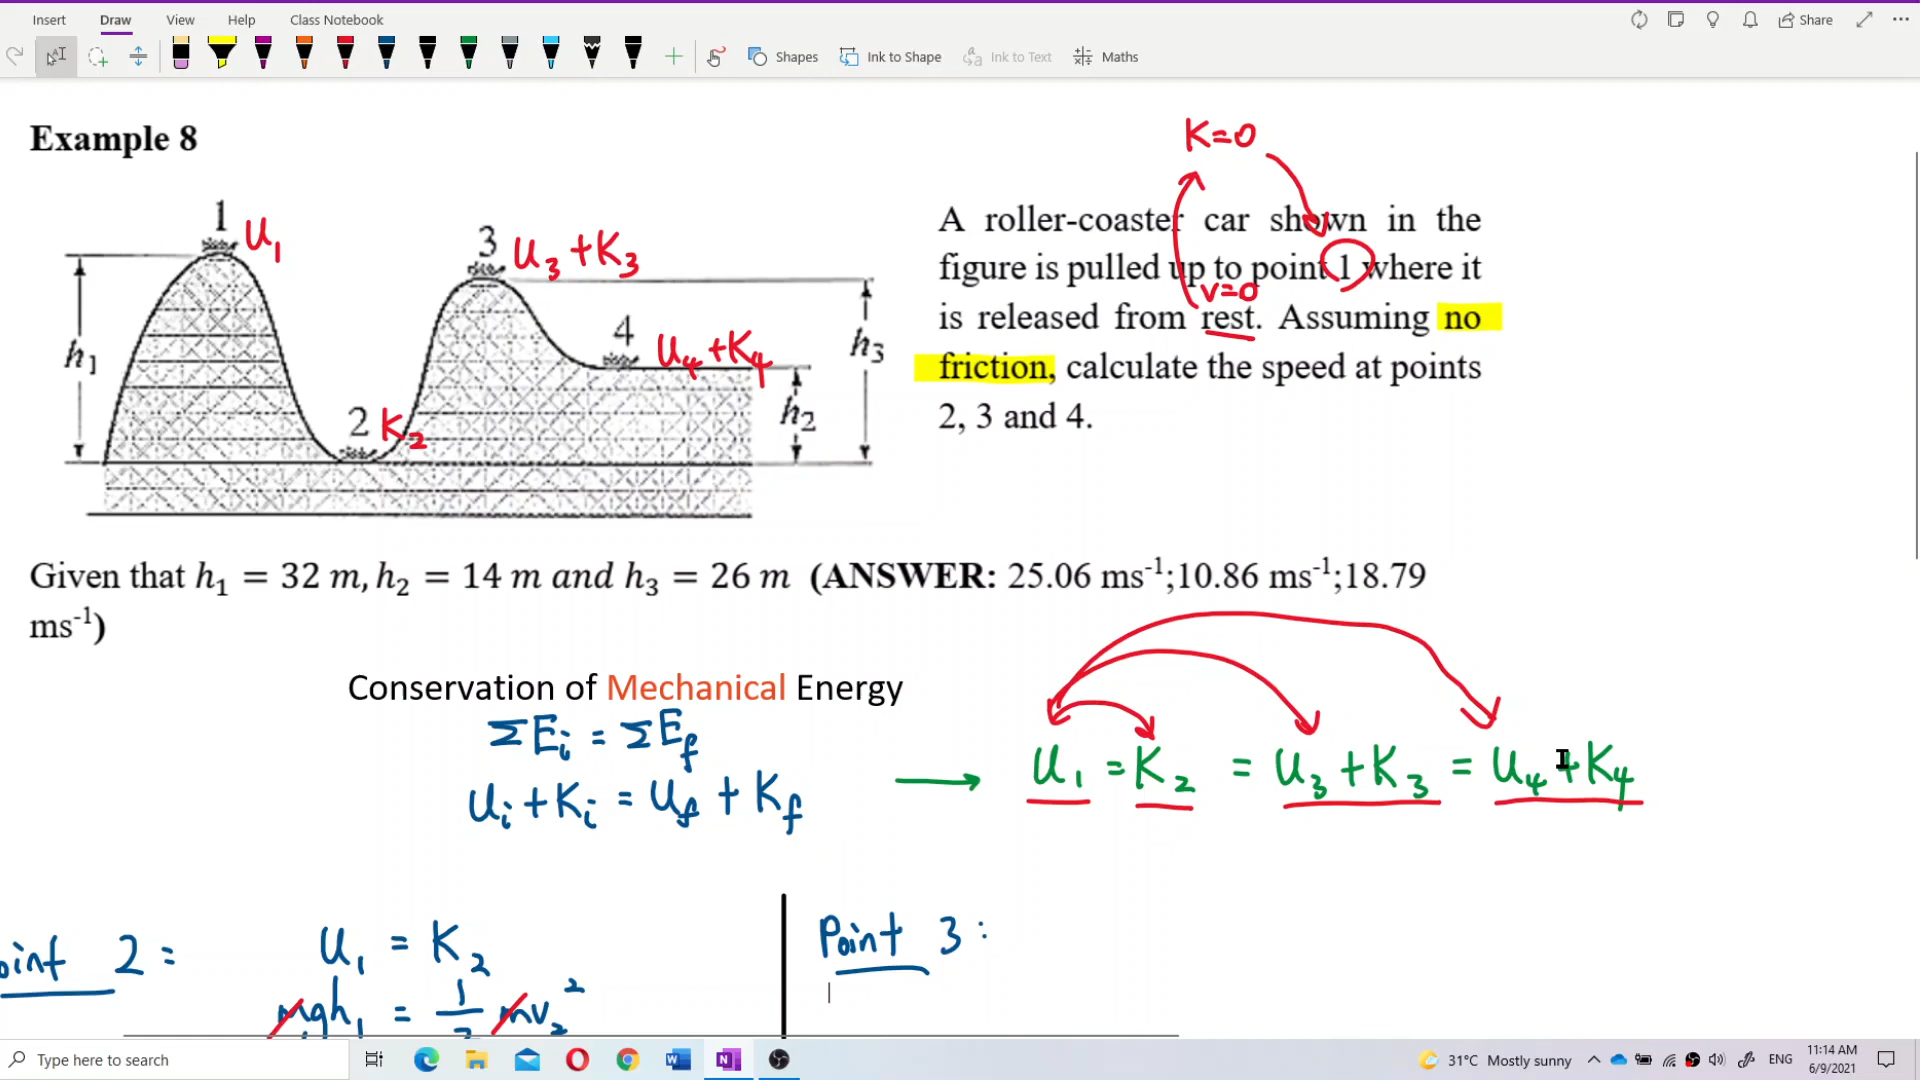 Insert Draw View Help Class Notebook Share
Shapes Ink to Shape Ink to Text Maths
K=0
Example 8
1 U₁
3 U₃ + K₃
4 U₄ + K₄
2 K₂
h₁
h₂
h₃
A roller-coaster car shown in the
figure is pulled up to point 1 where it
v=0
is released from rest. Assuming no
friction, calculate the speed at points
2, 3 and 4.
Given that h₁ = 32 m, h₂ = 14 m and h₃ = 26 m (ANSWER: 25.06 ms⁻¹;10.86 ms⁻¹;18.79
ms⁻¹)
Conservation of Mechanical Energy
ΣEᵢ = ΣE_f
Uᵢ + Kᵢ = U_f + K_f
→ U₁ = K₂ = U₃ + K₃ = U₄ + K₄
oint 2 = U₁ = K₂
mgh₁ = 1/2 mv₂²
Point 3 :
Type here to search
31°C Mostly sunny ENG 11:14 AM
6/9/2021